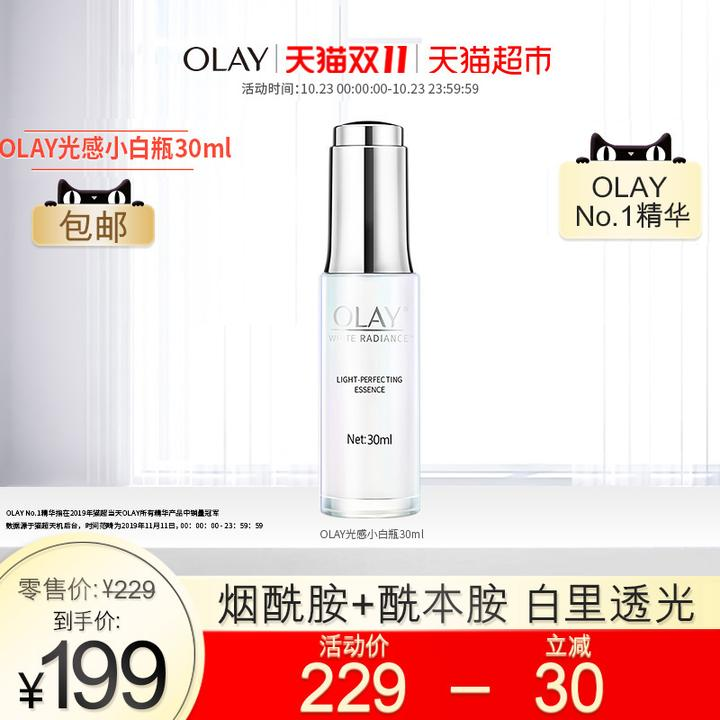 OLAY 天猫双11 天猫超市
活动时间:10.23 00:00:00-10.23 23:59:59
OLAY光感小白瓶30ml
包邮
OLAY
No.1精华
OLAY
WHITE RADIANCE™
LIGHT-PERFECTING
ESSENCE
Net:30ml
OLAY No.1精华指在2019年猫超当天OLAY所有精华产品中销量冠军
数据源于猫超天机后台，时间范畴为2019年11月11日，00：00：00-23：59：59
OLAY光感小白瓶30ml
零售价:¥229
到手价:
¥199
烟酰胺+酰本胺 白里透光
活动价 立减
229 — 30